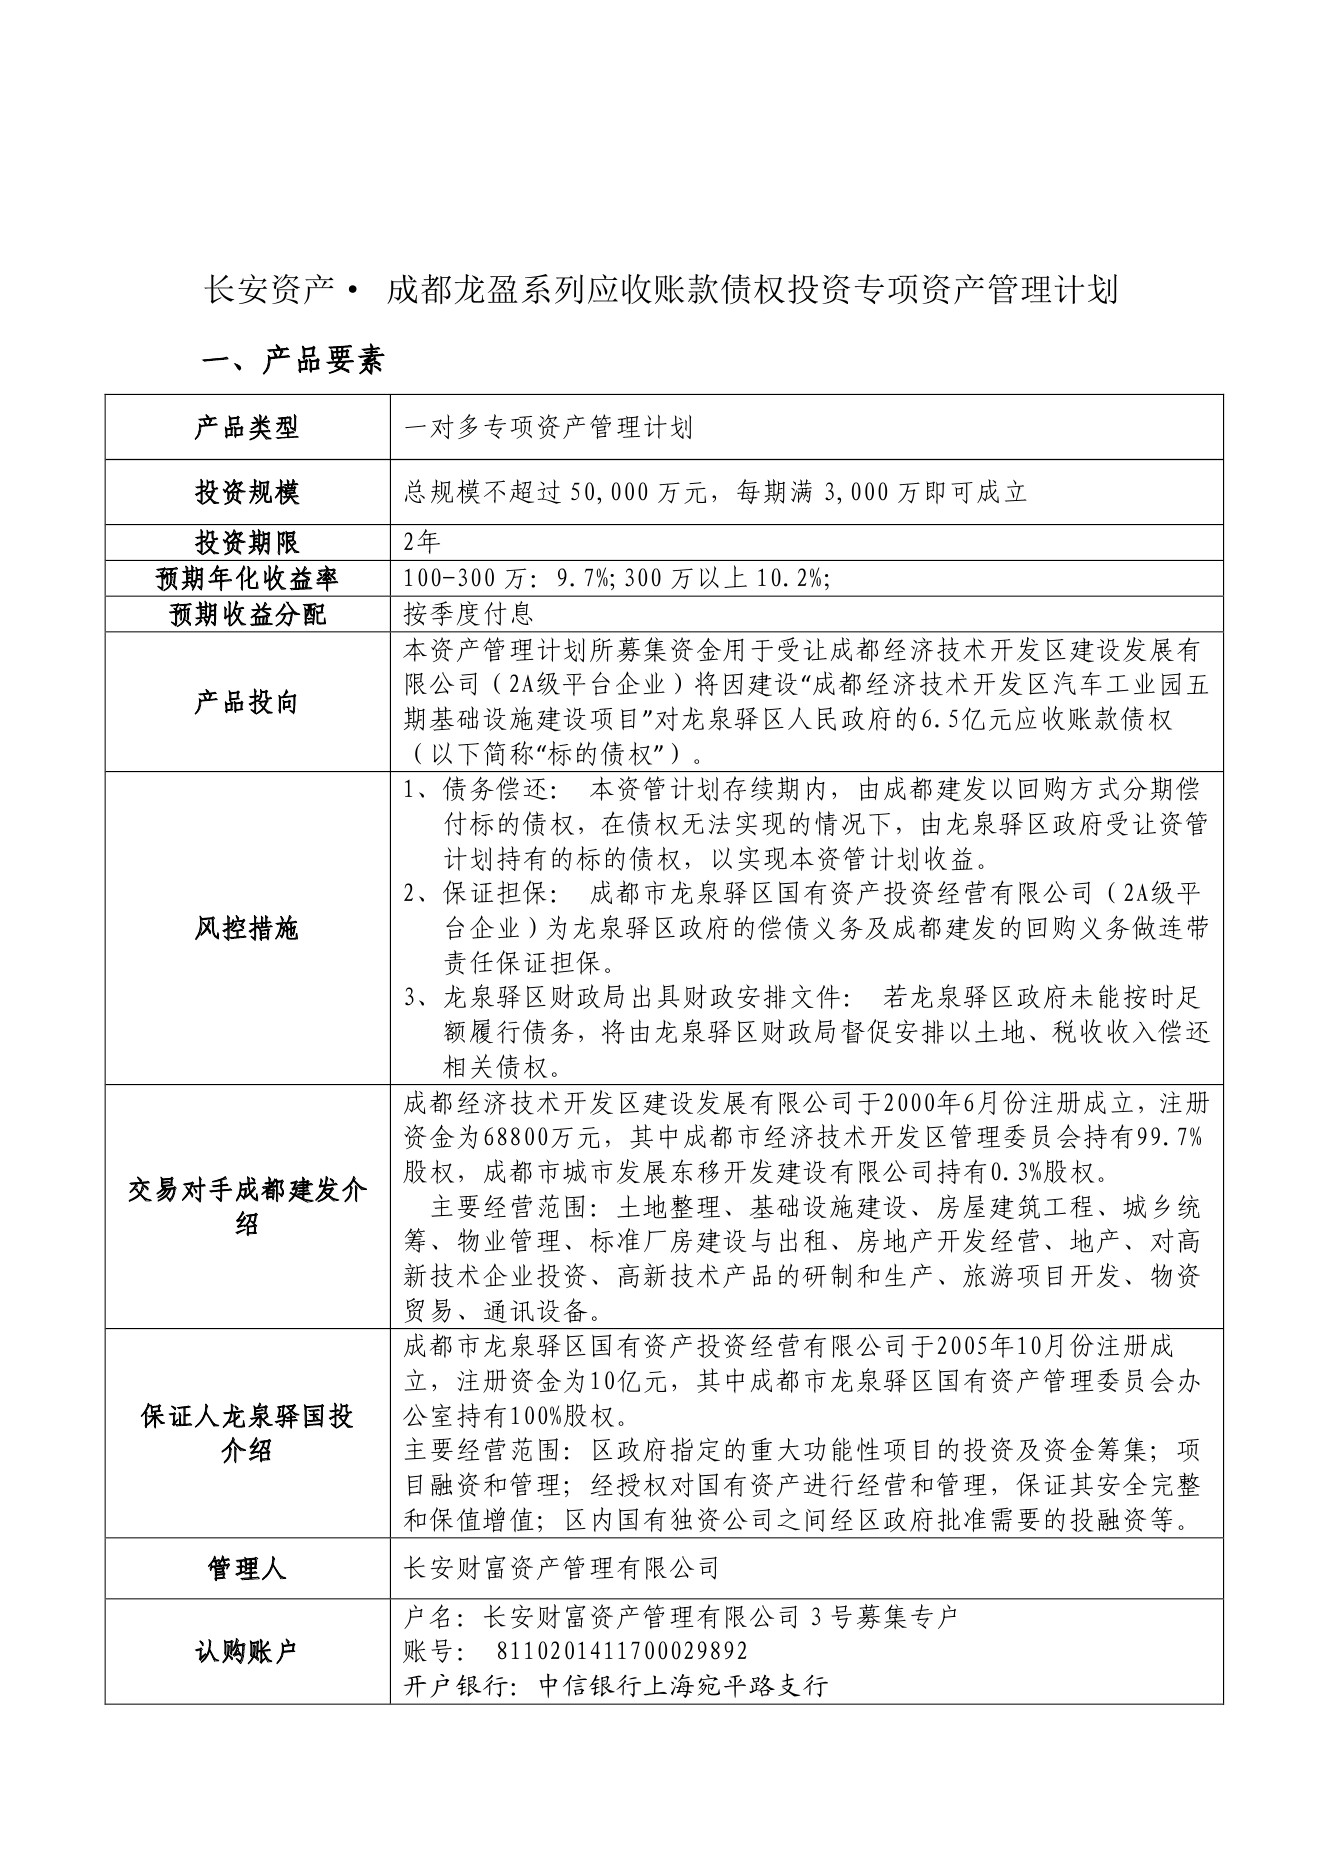 长安资产· 成都龙盈系列应收账款债权投资专项资产管理计划
一、产品要素
产品类型
一对多专项资产管理计划
投资规模
总规模不超过 50,000 万元，每期满 3,000 万即可成立
投资期限
2年
预期年化收益率
100-300 万: 9.7%;300 万以上 10.2%;
预期收益分配
按季度付息
产品投向
本资产管理计划所募集资金用于受让成都经济技术开发区建设发展有
限公司（2A级平台企业）将因建设“成都经济技术开发区汽车工业园五
期基础设施建设项目”对龙泉驿区人民政府的6.5亿元应收账款债权
（以下简称“标的债权”）。
风控措施
1、债务偿还： 本资管计划存续期内，由成都建发以回购方式分期偿
付标的债权，在债权无法实现的情况下，由龙泉驿区政府受让资管
计划持有的标的债权，以实现本资管计划收益。
2、保证担保： 成都市龙泉驿区国有资产投资经营有限公司（2A级平
台企业）为龙泉驿区政府的偿债义务及成都建发的回购义务做连带
责任保证担保。
3、龙泉驿区财政局出具财政安排文件： 若龙泉驿区政府未能按时足
额履行债务，将由龙泉驿区财政局督促安排以土地、税收收入偿还
相关债权。
交易对手成都建发介
绍
成都经济技术开发区建设发展有限公司于2000年6月份注册成立，注册
资金为68800万元，其中成都市经济技术开发区管理委员会持有99.7%
股权，成都市城市发展东移开发建设有限公司持有0.3%股权。
主要经营范围：土地整理、基础设施建设、房屋建筑工程、城乡统
筹、物业管理、标准厂房建设与出租、房地产开发经营、地产、对高
新技术企业投资、高新技术产品的研制和生产、旅游项目开发、物资
贸易、通讯设备。
保证人龙泉驿国投
介绍
成都市龙泉驿区国有资产投资经营有限公司于2005年10月份注册成
立，注册资金为10亿元，其中成都市龙泉驿区国有资产管理委员会办
公室持有100%股权。
主要经营范围：区政府指定的重大功能性项目的投资及资金筹集；项
目融资和管理；经授权对国有资产进行经营和管理，保证其安全完整
和保值增值；区内国有独资公司之间经区政府批准需要的投融资等。
管理人
长安财富资产管理有限公司
认购账户
户名：长安财富资产管理有限公司 3 号募集专户
账号： 8110201411700029892
开户银行：中信银行上海宛平路支行